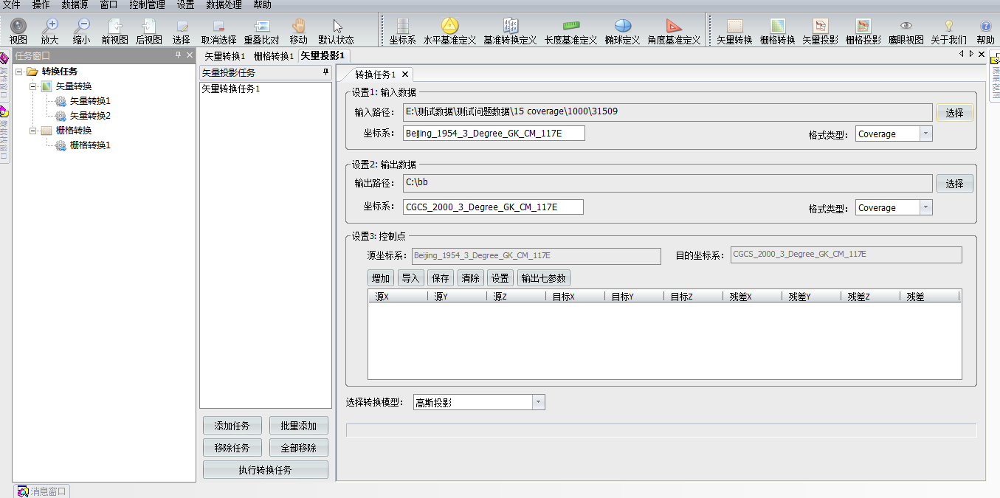 文件 操作 数据源 窗口 控制管理 设置 数据处理 帮助
视图 放大 缩小 前视图 后视图 选择 取消选择 重叠比对 移动 默认状态 坐标系 水平基准定义 基准转换定义 长度基准定义 椭球定义 角度基准定义 矢量转换 栅格转换 矢量投影 栅格投影 鹰眼视图 关于我们 帮助
任务窗口
转换任务
矢量转换
矢量转换1
矢量转换2
栅格转换
栅格转换1
矢量转换1 栅格转换1 矢量投影1
矢量投影任务
矢量转换任务1
添加任务 批量添加
移除任务 全部移除
执行转换任务
转换任务1
设置1: 输入数据
输入路径: E:\测试数据\测试问题数据\15 coverage\1000\31509 选择
坐标系: Beijing_1954_3_Degree_GK_CM_117E 格式类型: Coverage
设置2: 输出数据
输出路径: C:\bb 选择
坐标系: CGCS_2000_3_Degree_GK_CM_117E 格式类型: Coverage
设置3: 控制点
源坐标系: Beijing_1954_3_Degree_GK_CM_117E 目的坐标系: CGCS_2000_3_Degree_GK_CM_117E
增加 导入 保存 清除 设置 输出七参数
源X 源Y 源Z 目标X 目标Y 目标Z 残差X 残差Y 残差Z 残差
选择转换模型: 高斯投影
消息窗口
鹰眼视图